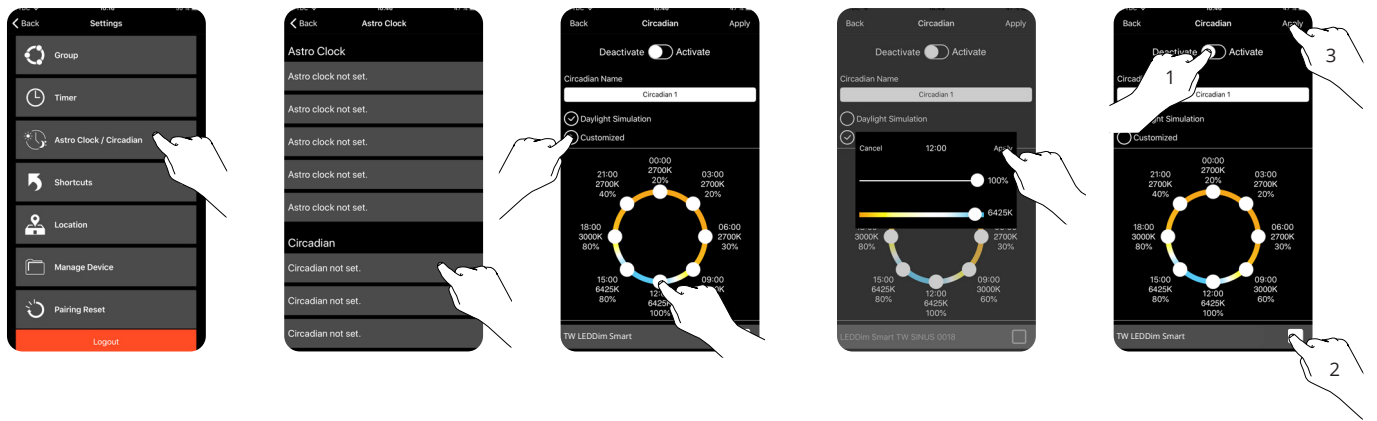 Back Settings
Group
Timer
Astro Clock / Circadian
Shortcuts
Location
Manage Device
Pairing Reset
Logout
Back Astro Clock
Astro Clock
Astro clock not set.
Astro clock not set.
Astro clock not set.
Astro clock not set.
Astro clock not set.
Circadian
Circadian not set.
Circadian not set.
Circadian not set.
Back Circadian Apply
Deactivate Activate
Circadian Name
Circadian 1
Daylight Simulation
Customized
00:00
2700K
20%
03:00
2700K
20%
06:00
2700K
30%
09:00
12:00
6425K
100%
15:00
6425K
80%
18:00
3000K
80%
21:00
2700K
40%
TW LEDDim Smart
Back Circadian Apply
Deactivate Activate
Circadian Name
Circadian 1
Daylight Simulation
Cancel 12:00 Apply
100%
6425K
3000K
80%
2700K
30%
15:00
6425K
80%
12:00
6425K
100%
09:00
3000K
60%
LEDDim Smart TW SINUS 0018
Back Circadian Apply
3
Deactivate Activate
1
Circadian 1
Daylight Simulation
Customized
00:00
2700K
20%
03:00
2700K
20%
06:00
2700K
30%
09:00
3000K
60%
12:00
6425K
100%
15:00
6425K
80%
18:00
3000K
80%
21:00
2700K
40%
TW LEDDim Smart
2